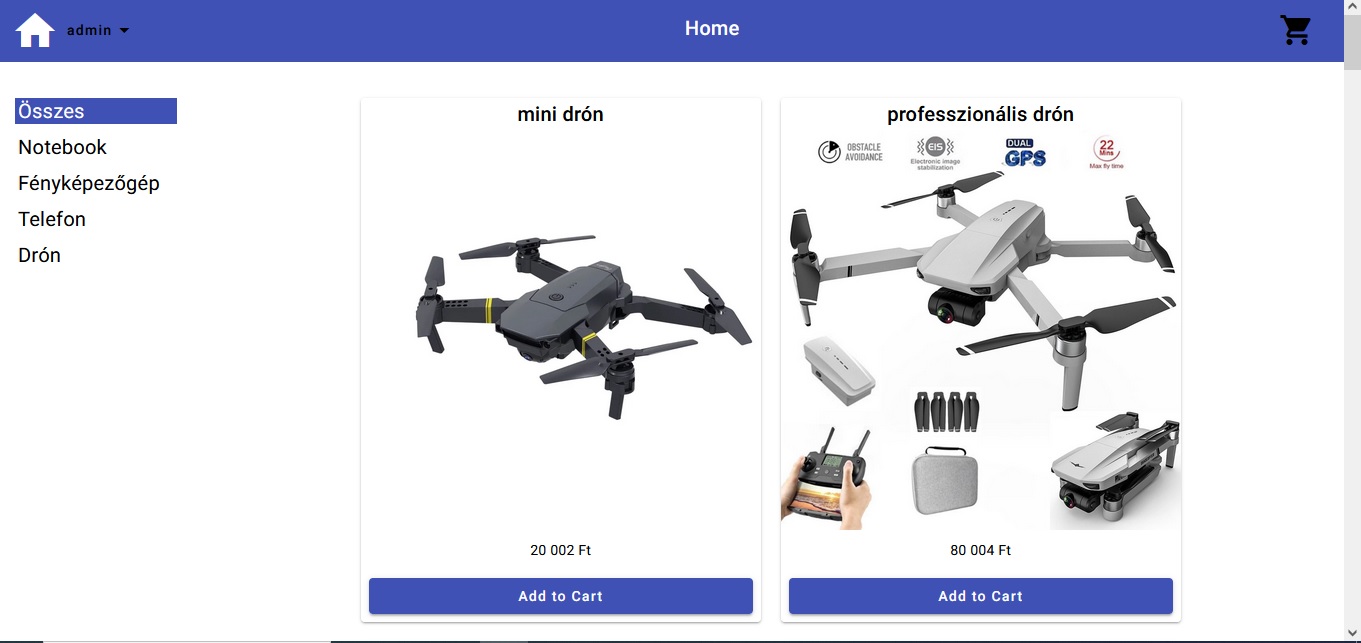 admin
Home
Összes
Notebook
Fényképezőgép
Telefon
Drón
mini drón
20 002 Ft
Add to Cart
professzionális drón
OBSTACLE
AVOIDANCE
EIS
Electronic image
stabilization
DUAL
GPS
22
Mins
Max fly time
80 004 Ft
Add to Cart